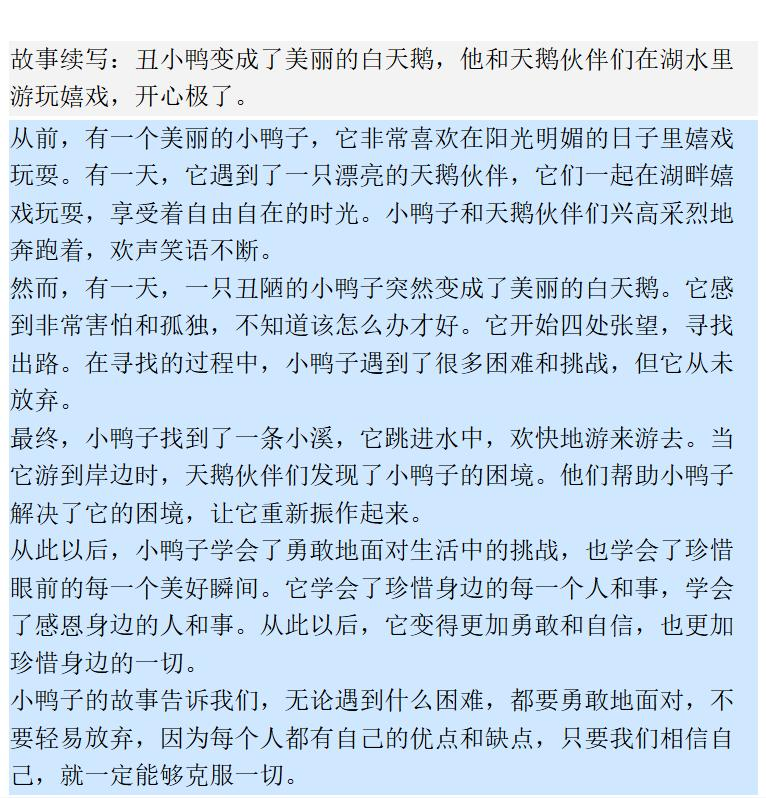 故事续写：丑小鸭变成了美丽的白天鹅，他和天鹅伙伴们在湖水里
游玩嬉戏，开心极了。
从前，有一个美丽的小鸭子，它非常喜欢在阳光明媚的日子里嬉戏
玩耍。有一天，它遇到了一只漂亮的天鹅伙伴，它们一起在湖畔嬉
戏玩耍，享受着自由自在的时光。小鸭子和天鹅伙伴们兴高采烈地
奔跑着，欢声笑语不断。
然而，有一天，一只丑陋的小鸭子突然变成了美丽的白天鹅。它感
到非常害怕和孤独，不知道该怎么办才好。它开始四处张望，寻找
出路。在寻找的过程中，小鸭子遇到了很多困难和挑战，但它从未
放弃。
最终，小鸭子找到了一条小溪，它跳进水中，欢快地游来游去。当
它游到岸边时，天鹅伙伴们发现了小鸭子的困境。他们帮助小鸭子
解决了它的困境，让它重新振作起来。
从此以后，小鸭子学会了勇敢地面对生活中的挑战，也学会了珍惜
眼前的每一个美好瞬间。它学会了珍惜身边的每一个人和事，学会
了感恩身边的人和事。从此以后，它变得更加勇敢和自信，也更加
珍惜身边的一切。
小鸭子的故事告诉我们，无论遇到什么困难，都要勇敢地面对，不
要轻易放弃，因为每个人都有自己的优点和缺点，只要我们相信自
己，就一定能够克服一切。